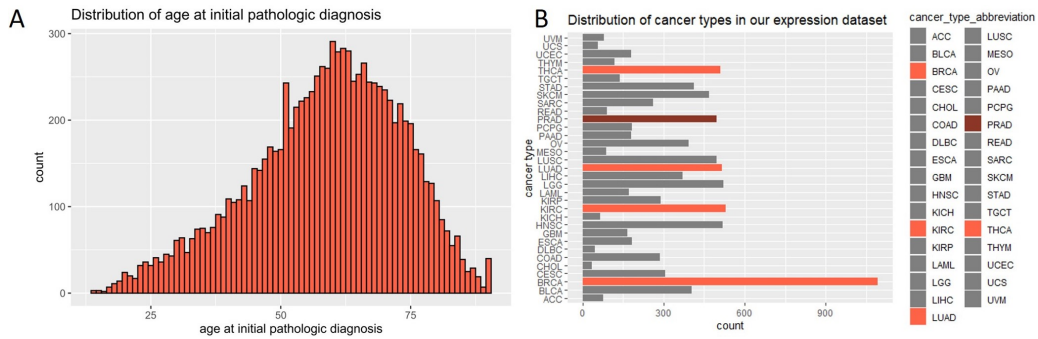 A
Distribution of age at initial pathologic diagnosis
300
200
100
0
count
25
50
75
age at initial pathologic diagnosis
B
Distribution of cancer types in our expression dataset
UVM
UCS
UCEC
THYM
THCA
TGCT
STAD
SKCM
SARC
READ
PRAD
PCPG
PAAD
OV
MESO
LUSC
LUAD
LIHC
LGG
LAML
KIRP
KIRC
KICH
HNSC
GBM
ESCA
DLBC
COAD
CHOL
CESC
BRCA
BLCA
ACC
cancer type
0
300
600
900
count
cancer_type_abbreviation
ACC
BLCA
BRCA
CESC
CHOL
COAD
DLBC
ESCA
GBM
HNSC
KICH
KIRC
KIRP
LAML
LGG
LIHC
LUAD
LUSC
MESO
OV
PAAD
PCPG
PRAD
READ
SARC
SKCM
STAD
TGCT
THCA
THYM
UCEC
UCS
UVM